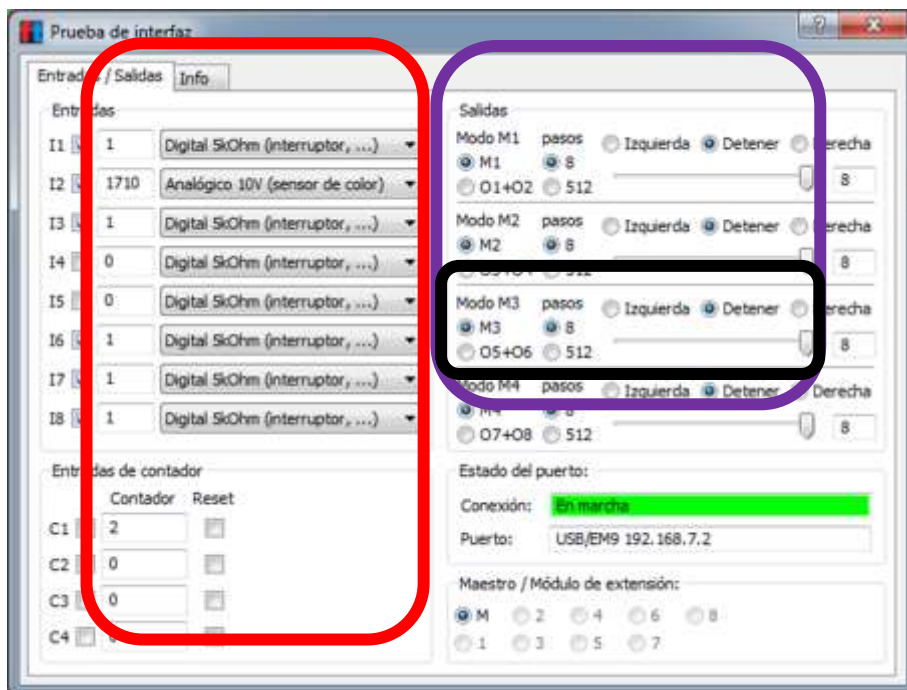 Prueba de interfaz
Entradas / Salidas Info
Entradas
I1 1 Digital 5kOhm (interruptor, ...)
I2 1710 Analógico 10V (sensor de color)
I3 1 Digital 5kOhm (interruptor, ...)
I4 0 Digital 5kOhm (interruptor, ...)
I5 0 Digital 5kOhm (interruptor, ...)
I6 1 Digital 5kOhm (interruptor, ...)
I7 1 Digital 5kOhm (interruptor, ...)
I8 1 Digital 5kOhm (interruptor, ...)
Entradas de contador
Contador Reset
C1 2
C2 0
C3 0
C4
Salidas
Modo M1 pasos Izquierda Detener Derecha
M1 8
O1+O2 512 8
Modo M2 pasos Izquierda Detener Derecha
M2 8
8
Modo M3 pasos Izquierda Detener Derecha
M3 8
O5+O6 512 8
Modo M4 pasos Izquierda Detener Derecha
M4 8
O7+O8 512 8
Estado del puerto:
Conexión: En marcha
Puerto: USB/EM9 192.168.7.2
Maestro / Módulo de extensión:
M 2 4 6 8
1 3 5 7